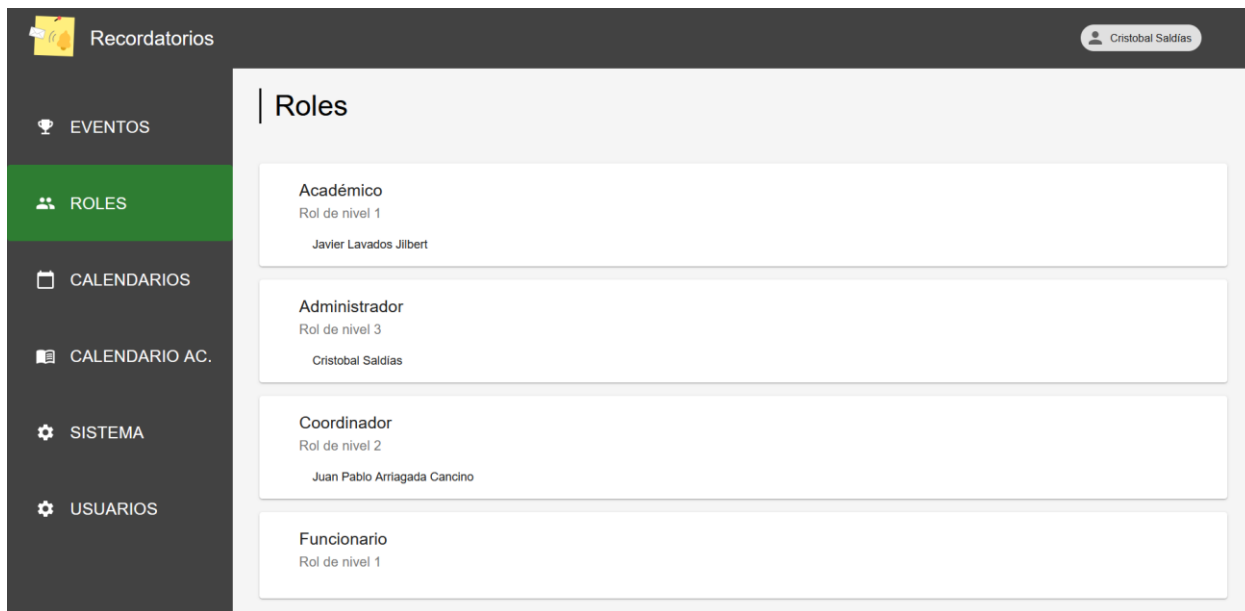 Recordatorios
Cristobal Saldías
EVENTOS
ROLES
CALENDARIOS
CALENDARIO AC.
SISTEMA
USUARIOS
Roles
Académico
Rol de nivel 1
Javier Lavados Jilbert
Administrador
Rol de nivel 3
Cristobal Saldías
Coordinador
Rol de nivel 2
Juan Pablo Arriagada Cancino
Funcionario
Rol de nivel 1